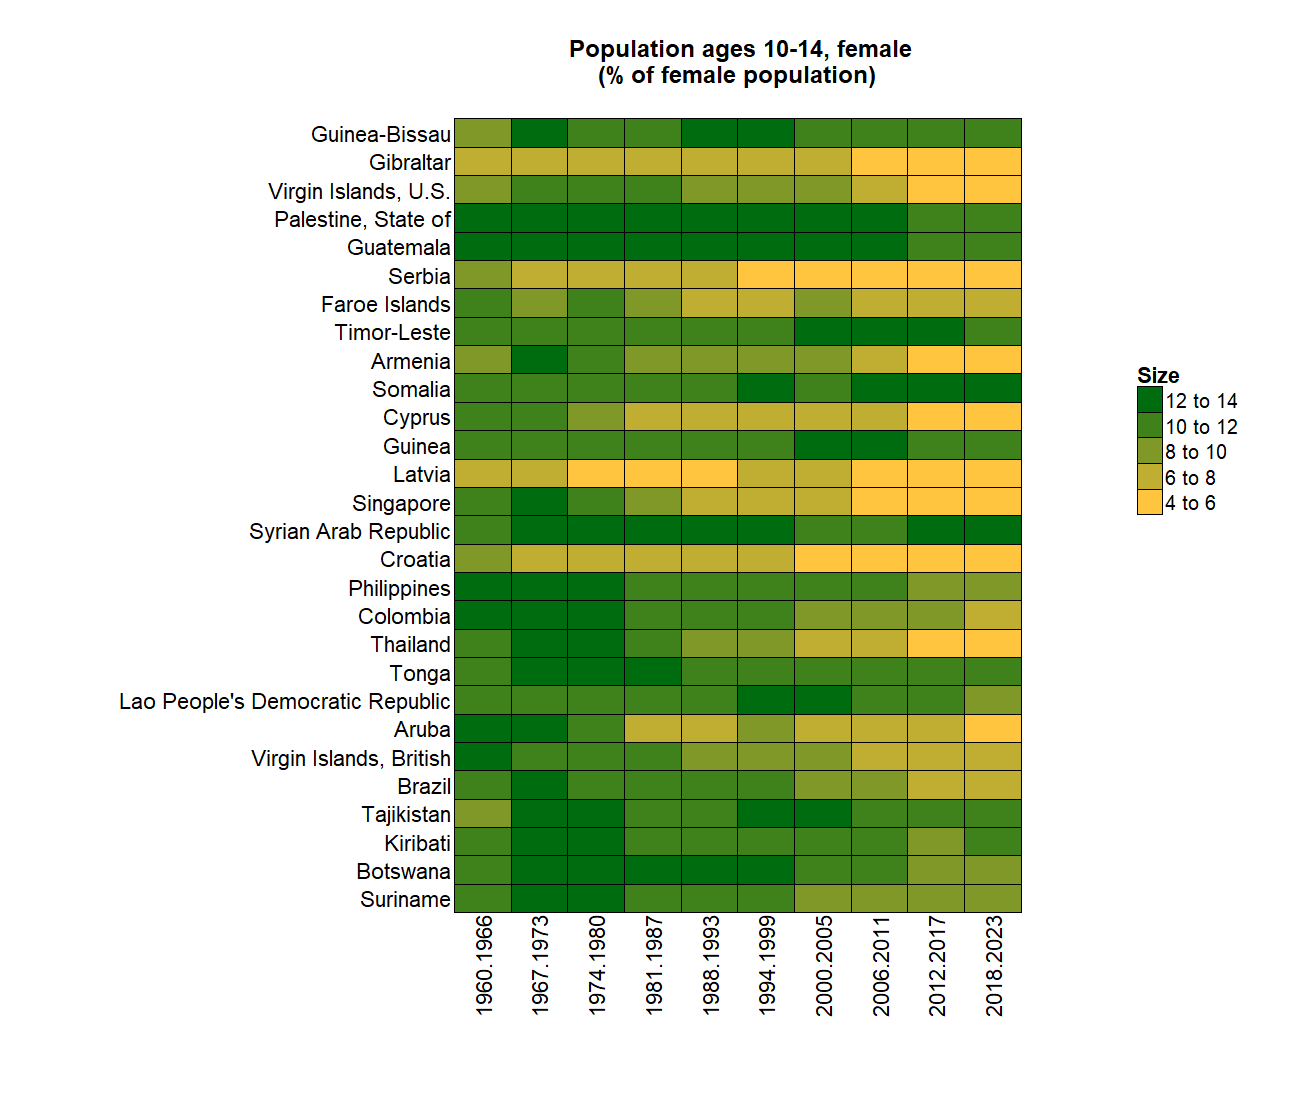 Population ages 10-14, female
(% of female population)
Guinea-Bissau
Gibraltar
Virgin Islands, U.S.
Palestine, State of
Guatemala
Serbia
Faroe Islands
Timor-Leste
Armenia
Somalia
Cyprus
Guinea
Latvia
Singapore
Syrian Arab Republic
Croatia
Philippines
Colombia
Thailand
Tonga
Lao People's Democratic Republic
Aruba
Virgin Islands, British
Brazil
Tajikistan
Kiribati
Botswana
Suriname
1960.1966
1967.1973
1974.1980
1981.1987
1988.1993
1994.1999
2000.2005
2006.2011
2012.2017
2018.2023
Size
12 to 14
10 to 12
8 to 10
6 to 8
4 to 6